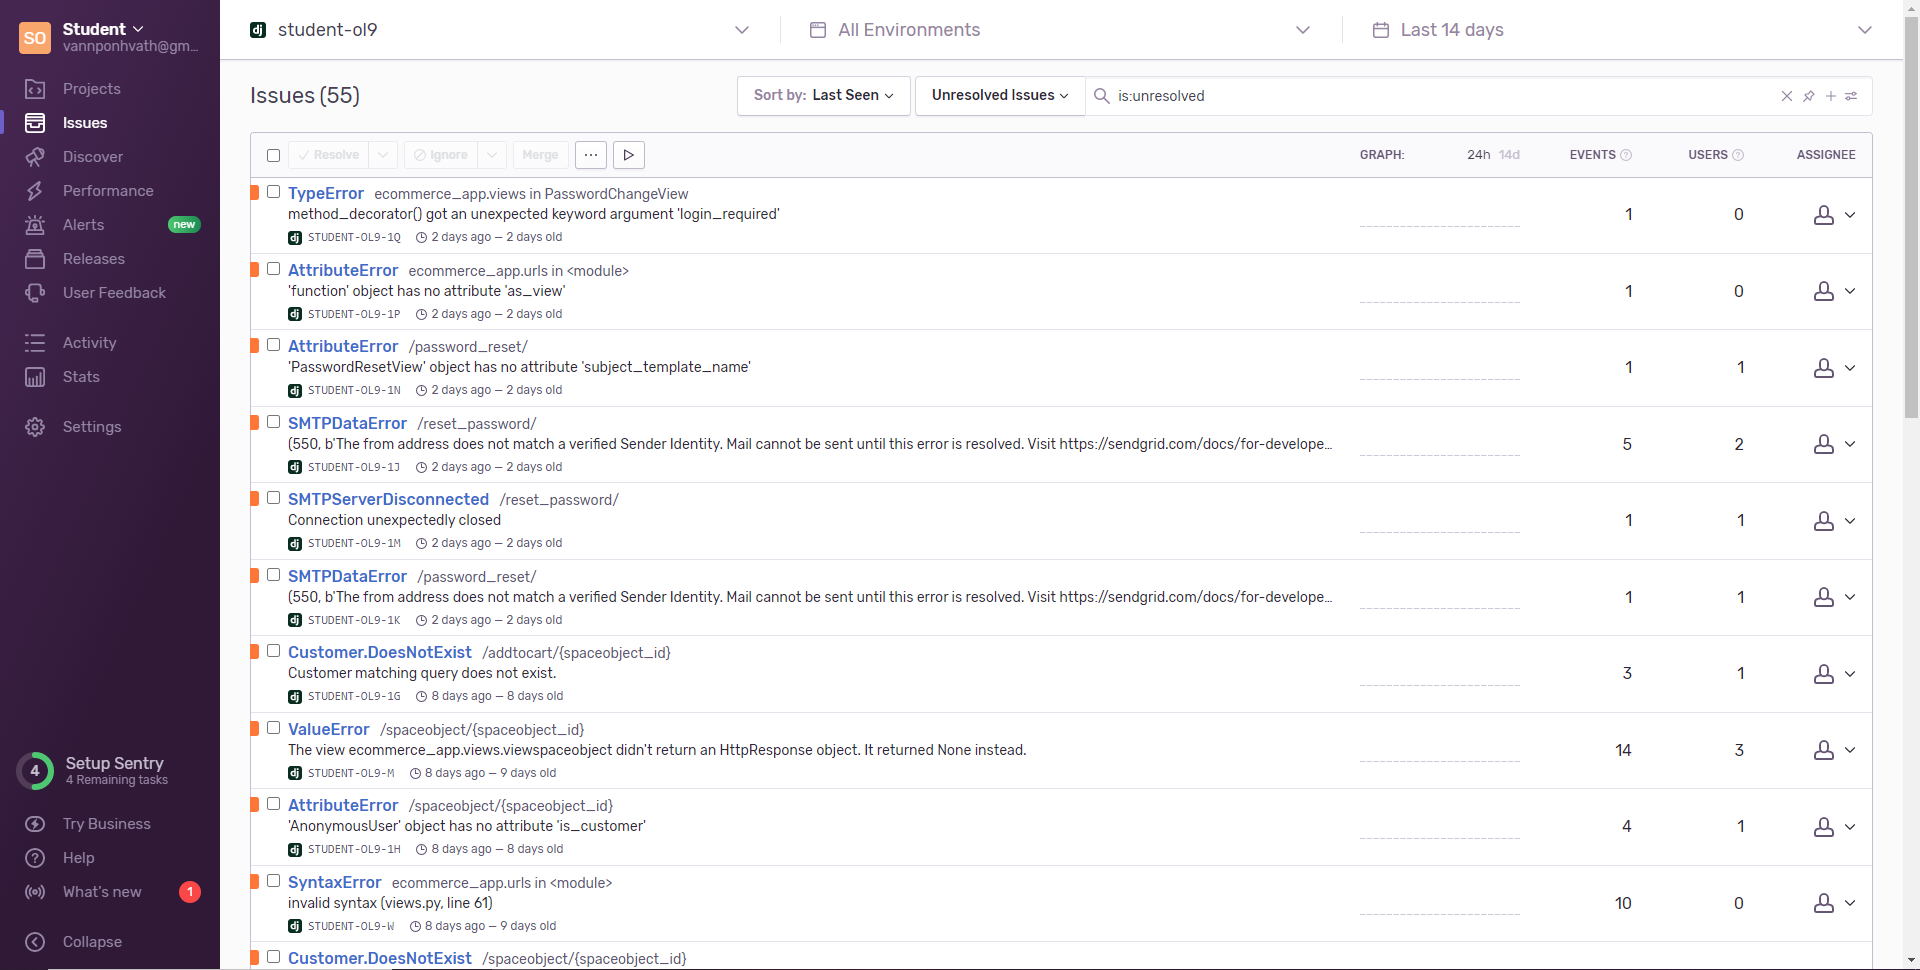 SO
Student
vannponhvath@gm...
Projects
Issues
Discover
Performance
Alerts new
Releases
User Feedback
Activity
Stats
Settings
4
Setup Sentry
4 Remaining tasks
Try Business
Help
What's new 1
Collapse
dj student-ol9 All Environments Last 14 days
Issues (55) Sort by: Last Seen Unresolved Issues is:unresolved
Resolve Ignore Merge ... GRAPH: 24h 14d EVENTS ? USERS ? ASSIGNEE
TypeError ecommerce_app.views in PasswordChangeView
method_decorator() got an unexpected keyword argument 'login_required' 1 0
dj STUDENT-OL9-1Q 2 days ago — 2 days old
AttributeError ecommerce_app.urls in <module>
'function' object has no attribute 'as_view' 1 0
dj STUDENT-OL9-1P 2 days ago — 2 days old
AttributeError /password_reset/
'PasswordResetView' object has no attribute 'subject_template_name' 1 1
dj STUDENT-OL9-1N 2 days ago — 2 days old
SMTPDataError /reset_password/
(550, b'The from address does not match a verified Sender Identity. Mail cannot be sent until this error is resolved. Visit https://sendgrid.com/docs/for-develope... 5 2
dj STUDENT-OL9-1J 2 days ago — 2 days old
SMTPServerDisconnected /reset_password/
Connection unexpectedly closed 1 1
dj STUDENT-OL9-1M 2 days ago — 2 days old
SMTPDataError /password_reset/
(550, b'The from address does not match a verified Sender Identity. Mail cannot be sent until this error is resolved. Visit https://sendgrid.com/docs/for-develope... 1 1
dj STUDENT-OL9-1K 2 days ago — 2 days old
Customer.DoesNotExist /addtocart/{spaceobject_id}
Customer matching query does not exist. 3 1
dj STUDENT-OL9-1G 8 days ago — 8 days old
ValueError /spaceobject/{spaceobject_id}
The view ecommerce_app.views.viewspaceobject didn't return an HttpResponse object. It returned None instead. 14 3
dj STUDENT-OL9-M 8 days ago — 9 days old
AttributeError /spaceobject/{spaceobject_id}
'AnonymousUser' object has no attribute 'is_customer' 4 1
dj STUDENT-OL9-1H 8 days ago — 8 days old
SyntaxError ecommerce_app.urls in <module>
invalid syntax (views.py, line 61) 10 0
dj STUDENT-OL9-W 8 days ago — 9 days old
Customer.DoesNotExist /spaceobject/{spaceobject_id}